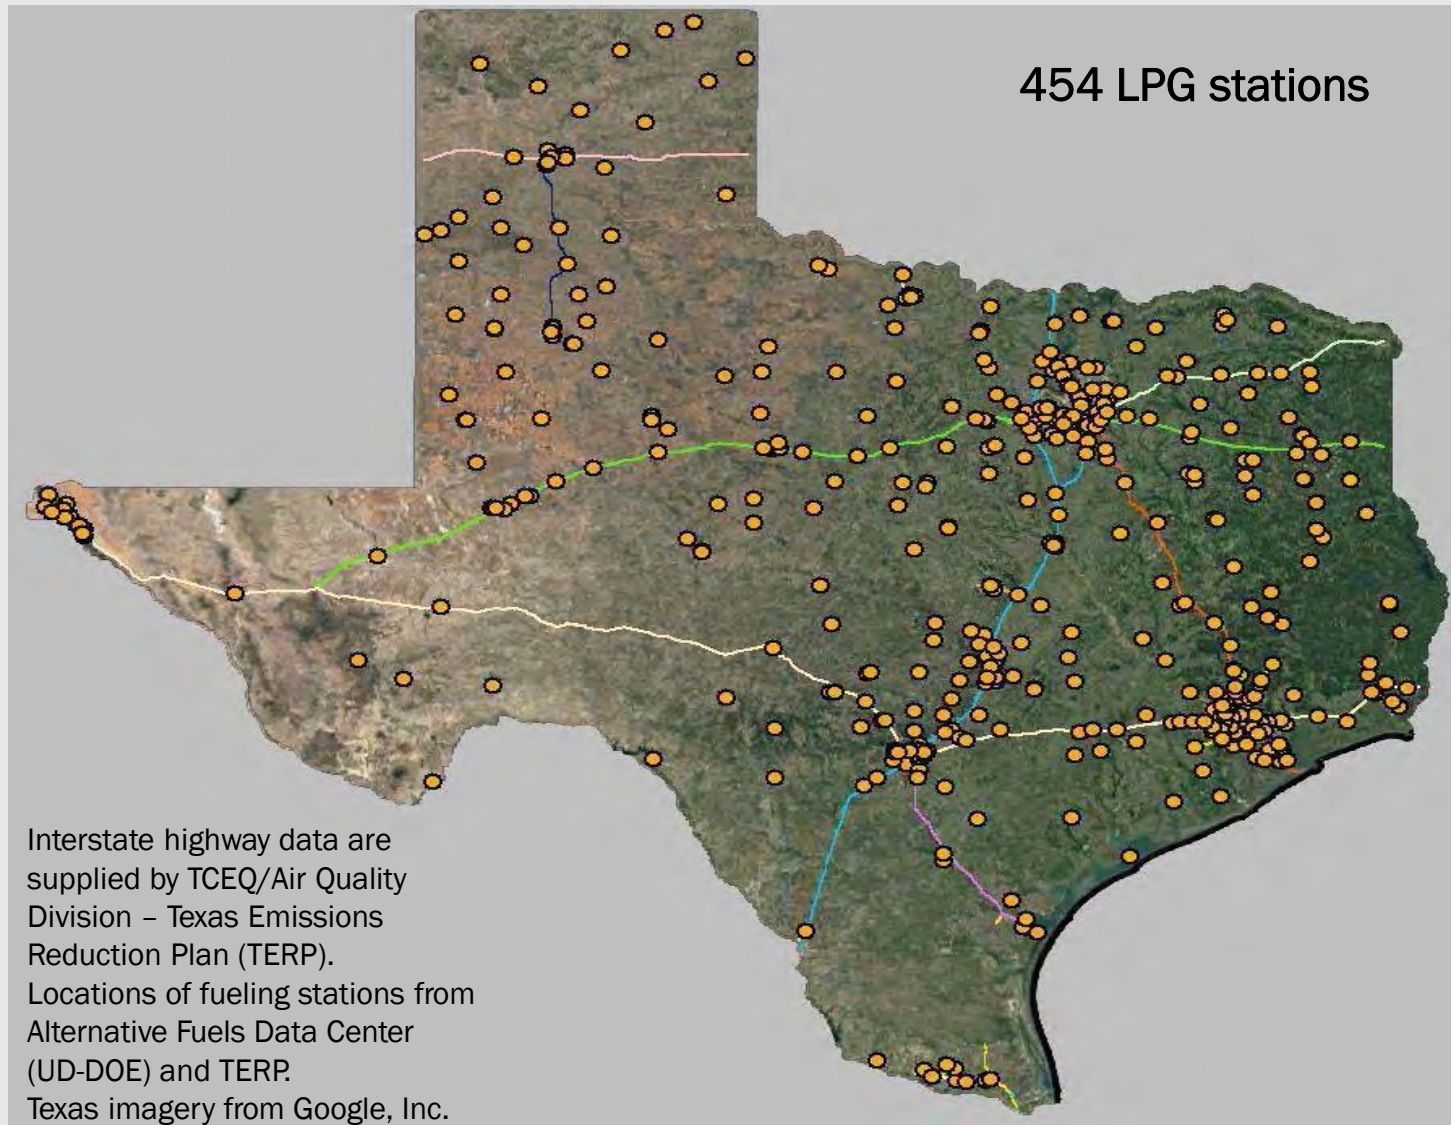 454 LPG stations
Interstate highway data are
supplied by TCEQ/Air Quality
Division – Texas Emissions
Reduction Plan (TERP).
Locations of fueling stations from
Alternative Fuels Data Center
(UD-DOE) and TERP.
Texas imagery from Google, Inc.